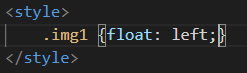 <style>
    .img1 {float: left;}
</style>